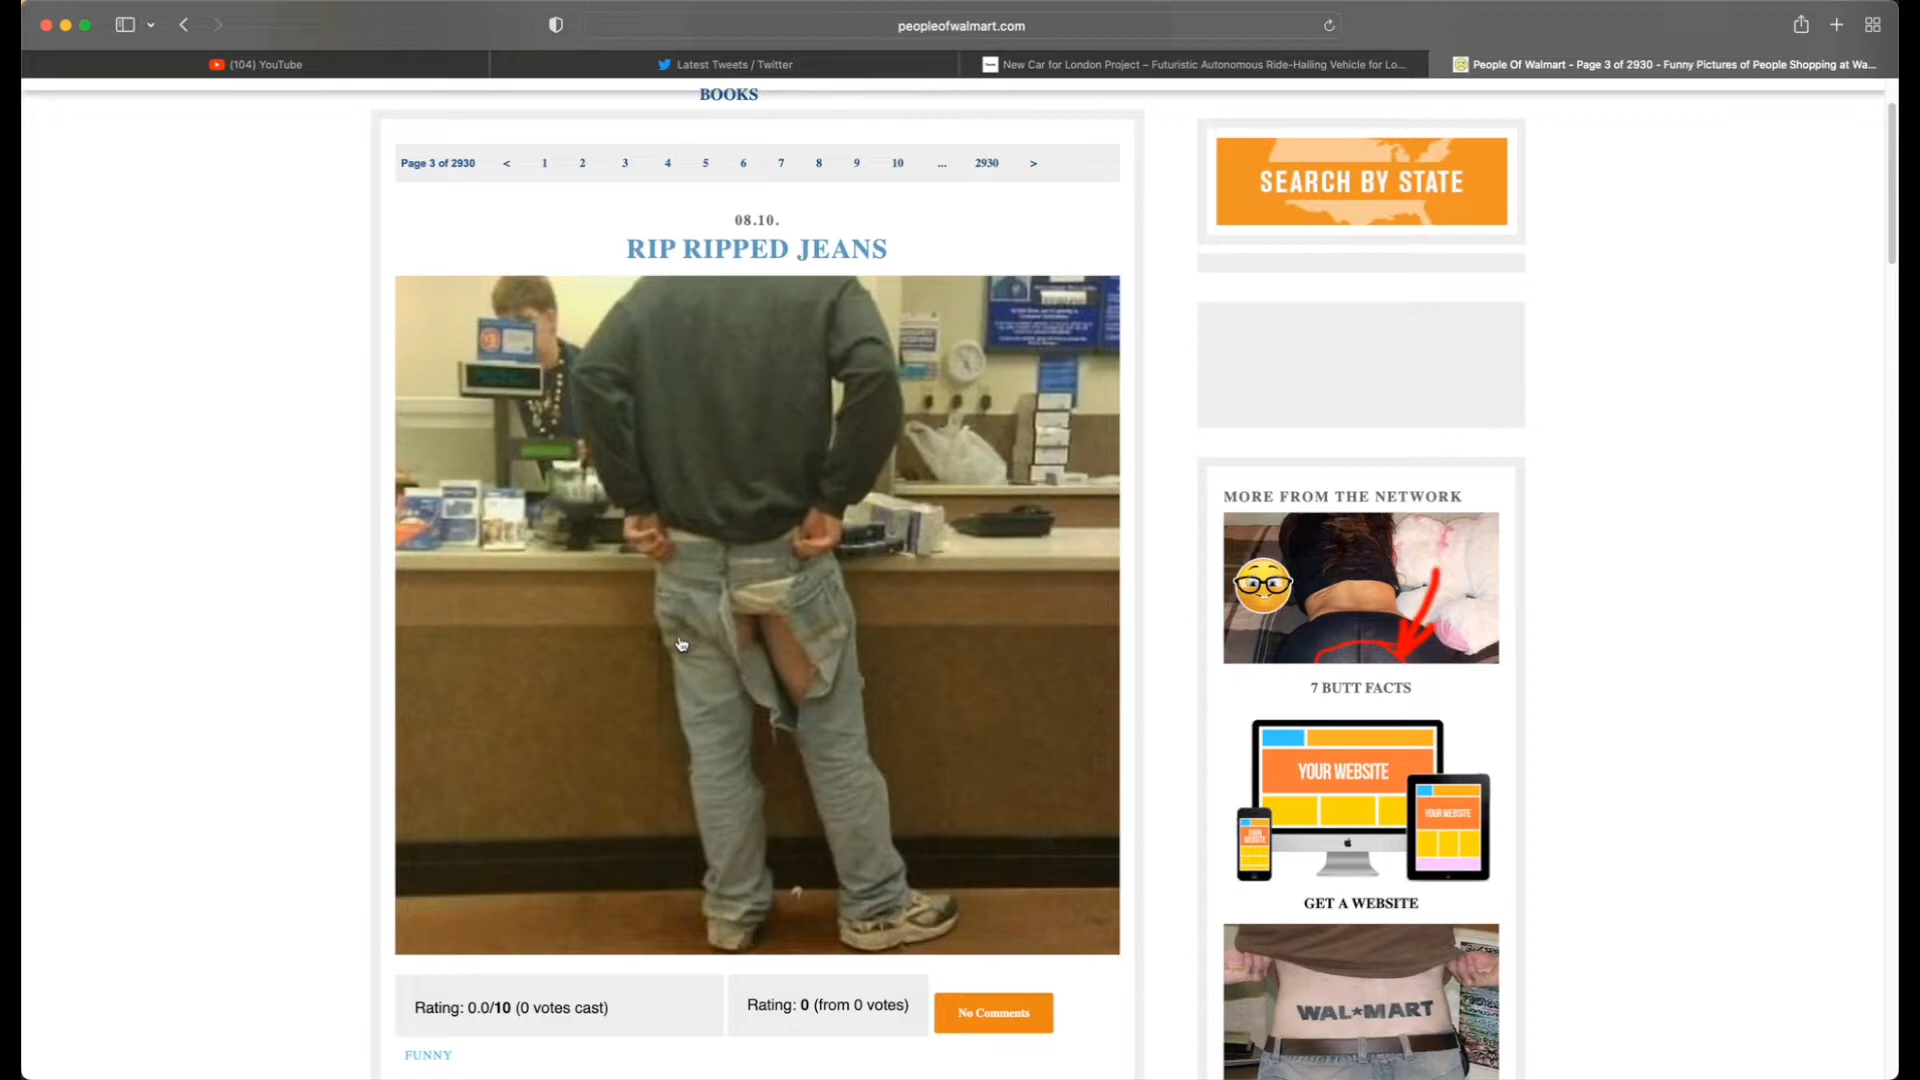 peopleofwalmart.com
(104) YouTube
Latest Tweets / Twitter
New Car for London Project – Futuristic Autonomous Ride-Hailing Vehicle for Lo...
People Of Walmart - Page 3 of 2930 - Funny Pictures of People Shopping at Wa...
BOOKS
Page 3 of 2930 < 1 2 3 4 5 6 7 8 9 10 ... 2930 >
08.10.
RIP RIPPED JEANS
Rating: 0.0/10 (0 votes cast)
Rating: 0 (from 0 votes)
No Comments
FUNNY
SEARCH BY STATE
MORE FROM THE NETWORK
7 BUTT FACTS
YOUR WEBSITE
YOUR WEBSITE
YOUR
WEBSITE
GET A WEBSITE
WAL★MART